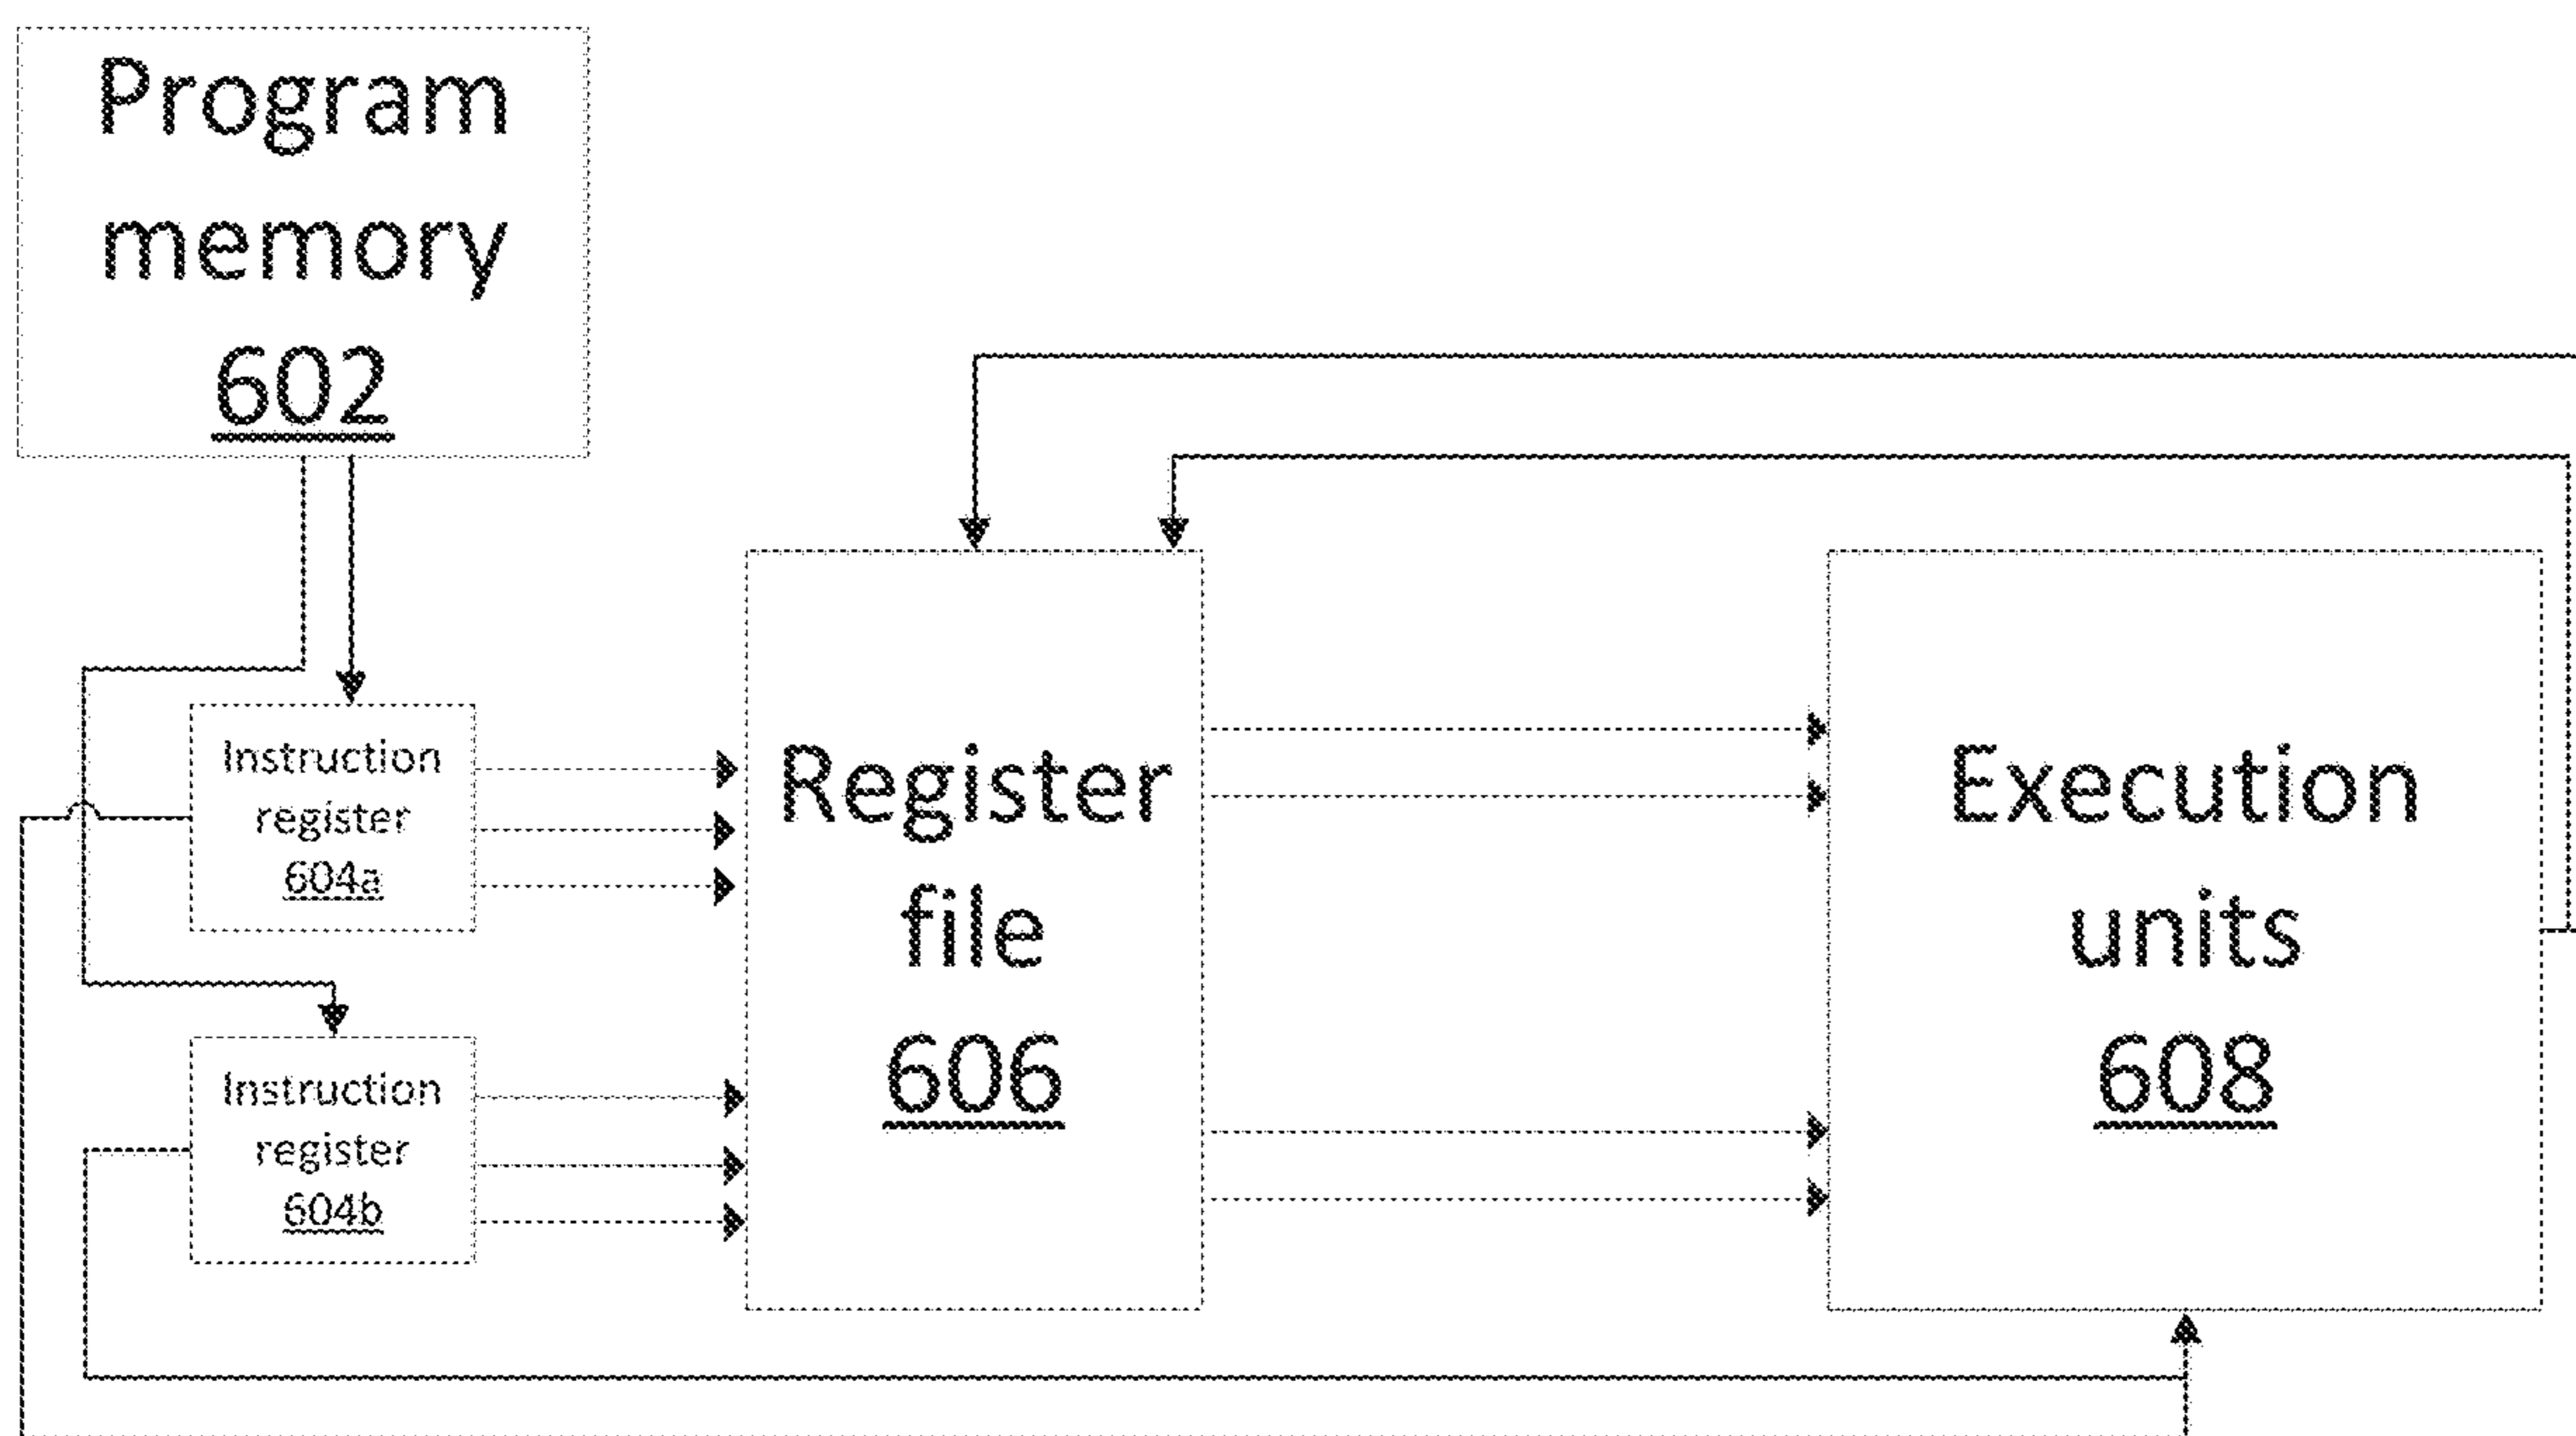 Program
memory
602
Instruction
register
604a
Instruction
register
604b
Register
file
606
Execution
units
608